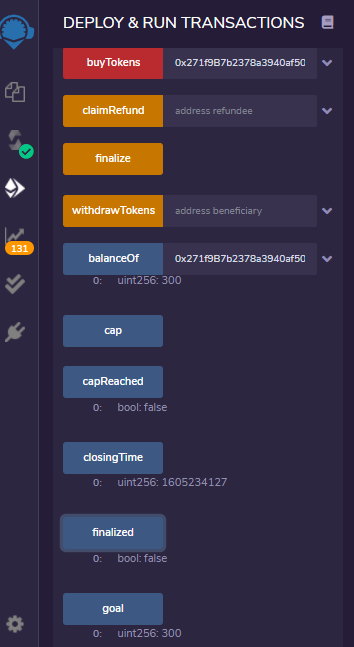 DEPLOY & RUN TRANSACTIONS
buyTokens 0x271f9B7b2378a3940af50
claimRefund address refundee
finalize
withdrawTokens address beneficiary
131
balanceOf 0x271f9B7b2378a3940af50
0: uint256: 300
cap
capReached
0: bool: false
closingTime
0: uint256: 1605234127
finalized
0: bool: false
goal
0: uint256: 300